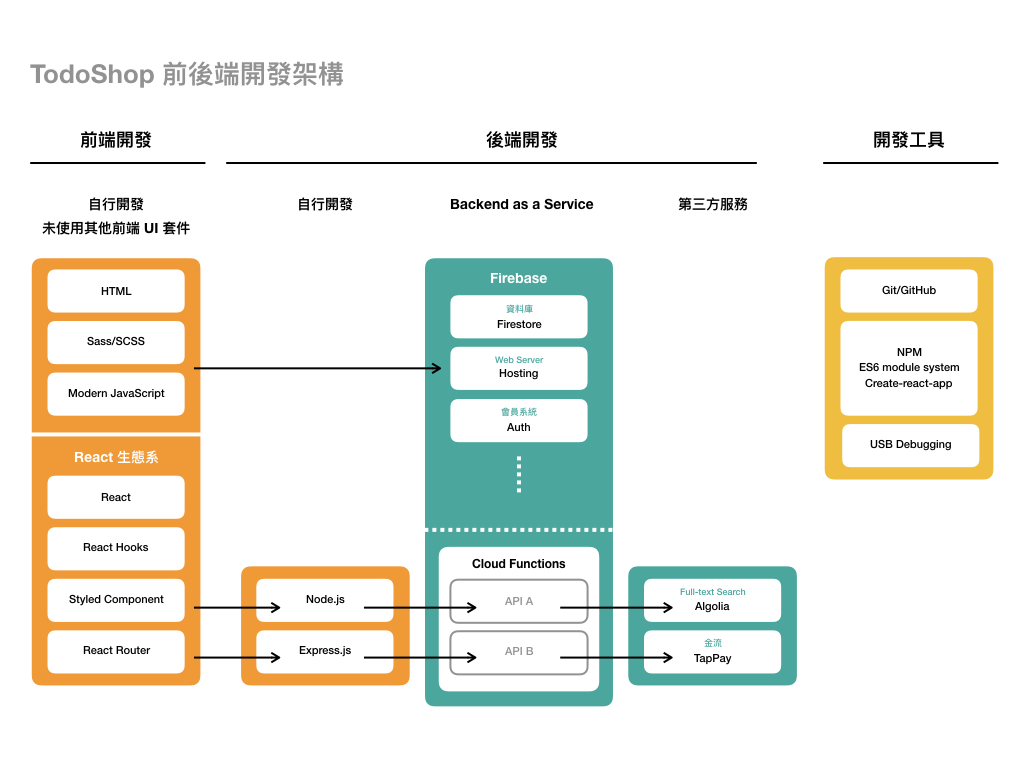 TodoShop 前後端開發架構
前端開發
後端開發
開發工具
自行開發
未使用其他前端 UI 套件
自行開發
Backend as a Service
第三方服務
HTML
Sass/SCSS
Modern JavaScript
React 生態系
React
React Hooks
Styled Component
React Router
Node.js
Express.js
Firebase
資料庫
Firestore
Web Server
Hosting
會員系統
Auth
Cloud Functions
API A
API B
Full-text Search
Algolia
金流
TapPay
Git/GitHub
NPM
ES6 module system
Create-react-app
USB Debugging